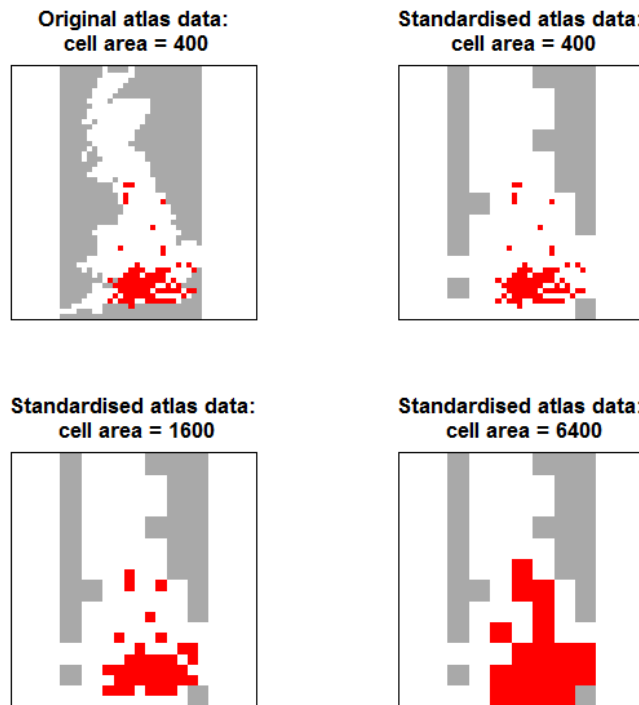 Original atlas data:
cell area = 400
Standardised atlas data:
cell area = 400
Standardised atlas data:
cell area = 1600
Standardised atlas data:
cell area = 6400